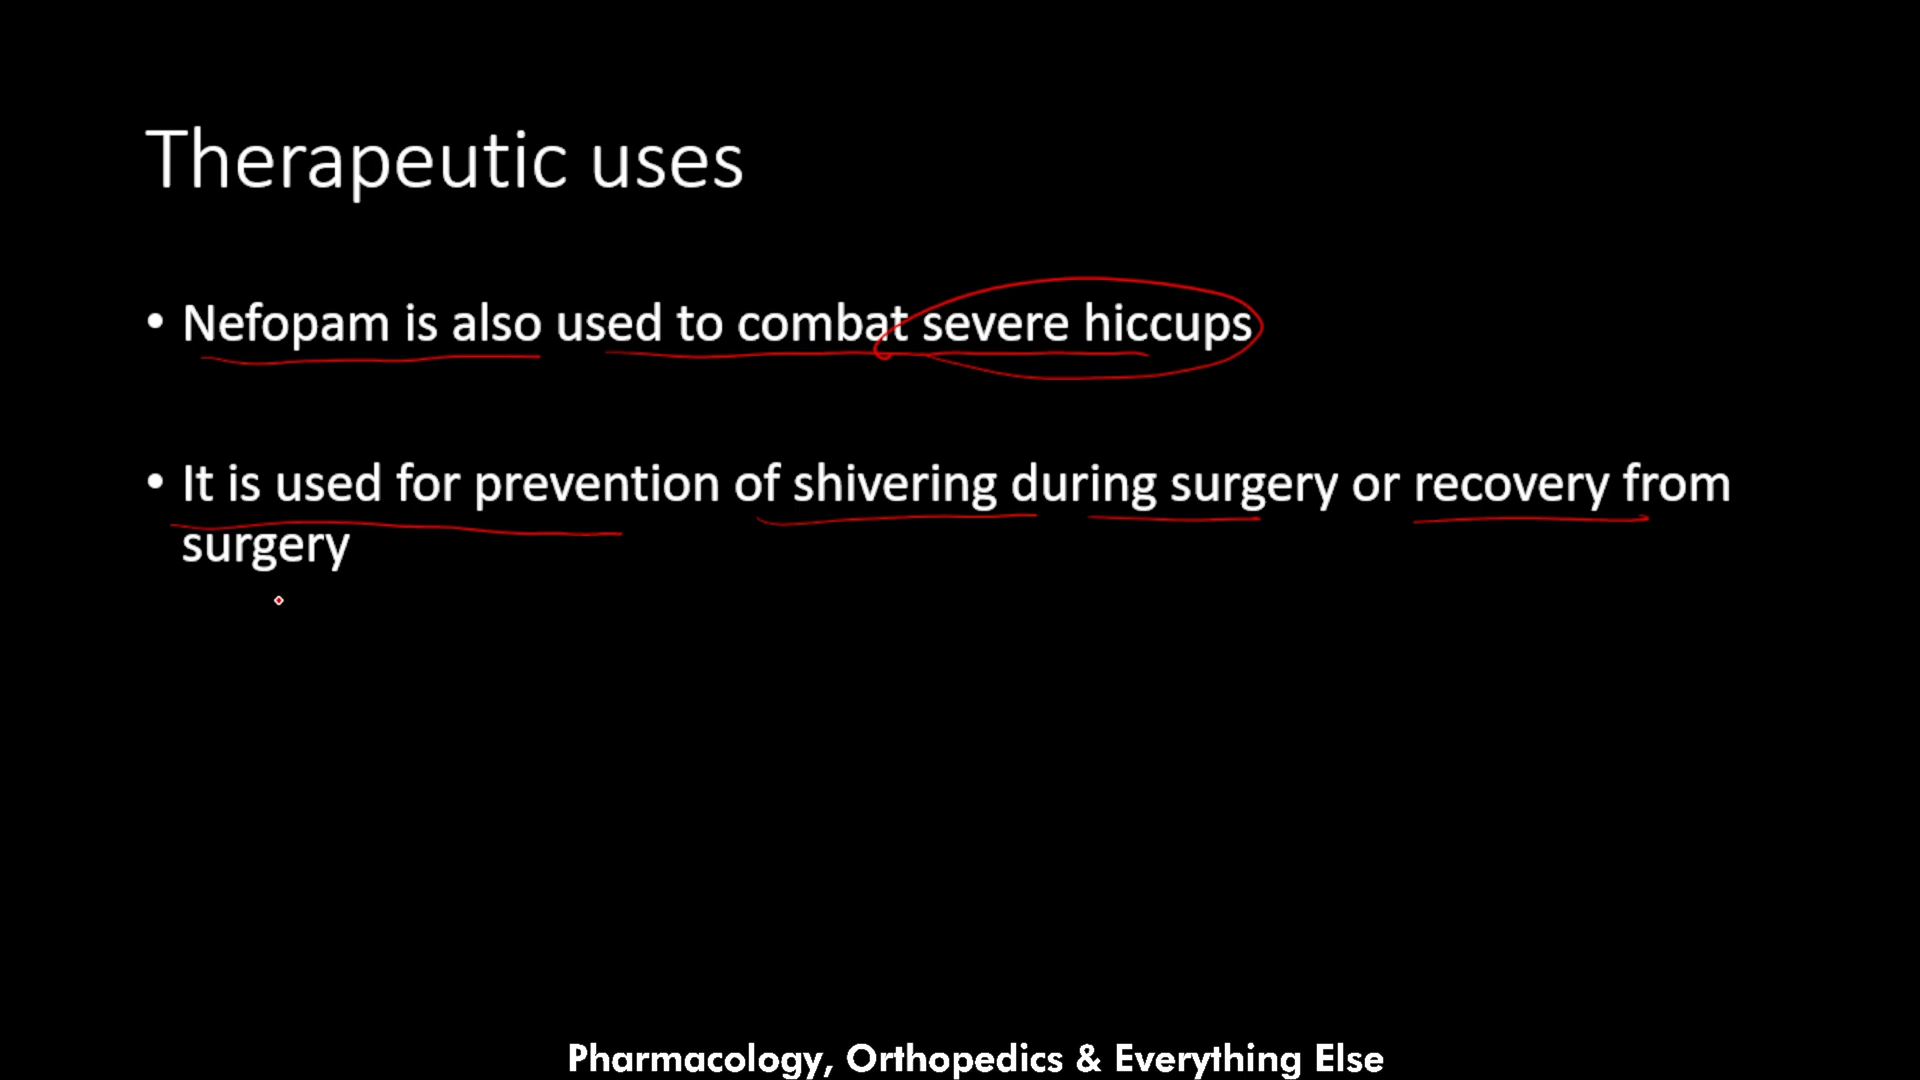 Therapeutic uses
• Nefopam is also used to combat severe hiccups
• It is used for prevention of shivering during surgery or recovery from
surgery
Pharmacology, Orthopedics & Everything Else